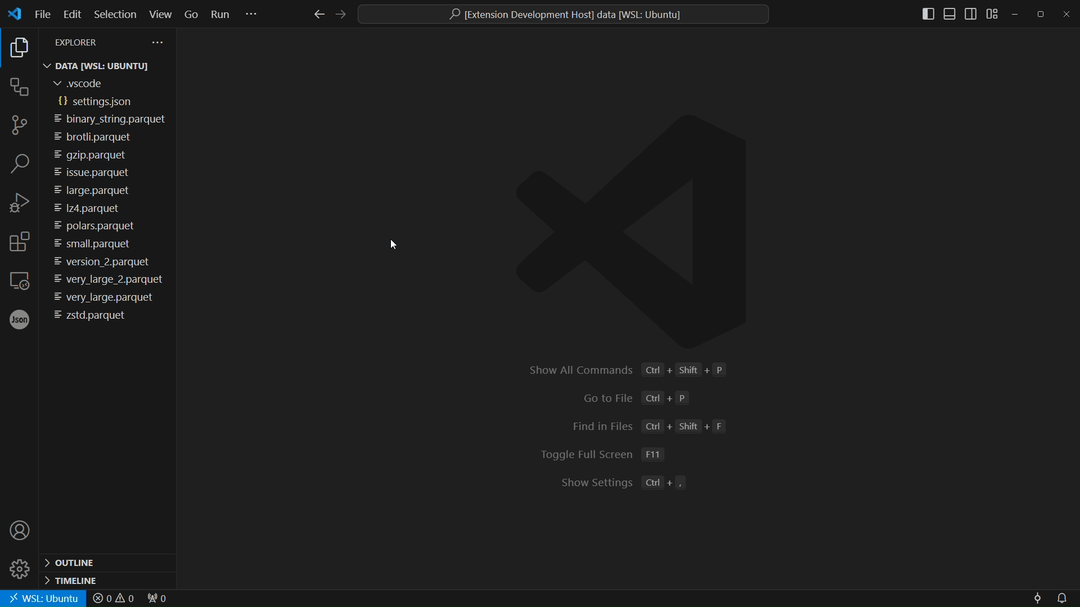 File Edit Selection View Go Run ···
[Extension Development Host] data [WSL: Ubuntu]
EXPLORER
DATA [WSL: UBUNTU]
.vscode
{} settings.json
binary_string.parquet
brotli.parquet
gzip.parquet
issue.parquet
large.parquet
lz4.parquet
polars.parquet
small.parquet
version_2.parquet
very_large_2.parquet
very_large.parquet
zstd.parquet
Json
Show All Commands Ctrl + Shift + P
Go to File Ctrl + P
Find in Files Ctrl + Shift + F
Toggle Full Screen F11
Show Settings Ctrl + ,
OUTLINE
TIMELINE
WSL: Ubuntu 0 0 0